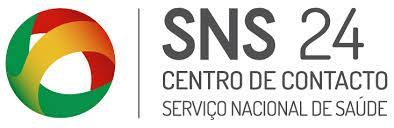 SNS 24
CENTRO DE CONTACTO
SERVIÇO NACIONAL DE SAÚDE